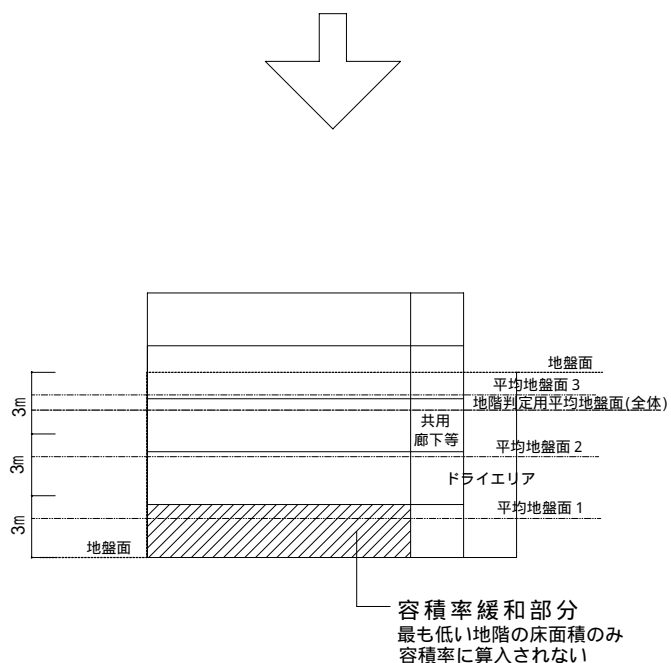 地盤面
平均地盤面3
地階判定用平均地盤面(全体)
3m
共用
廊下等
平均地盤面2
3m
ドライエリア
平均地盤面1
3m
地盤面
容積率緩和部分
最も低い地階の床面積のみ
容積率に算入されない